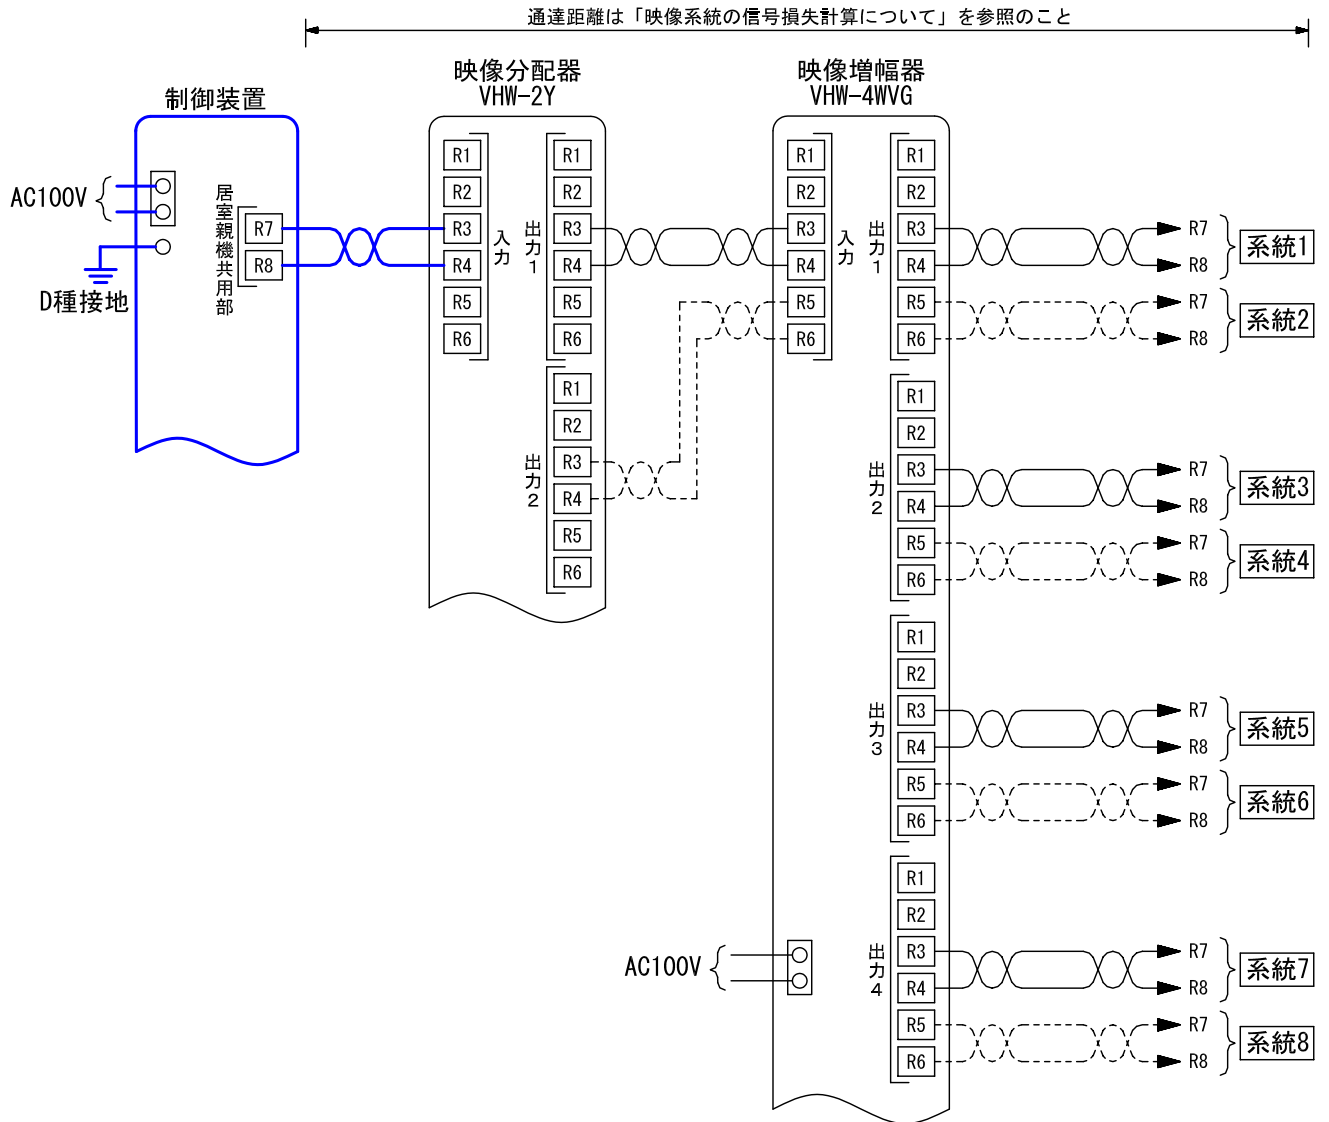 通達距離は「映像系統の信号損失計算について」を参照のこと
制御装置
AC100V
D種接地
居室親機共用部
R7
R8
映像分配器
VHW-2Y
R1
R2
R3
R4
R5
R6
入力
出力1
R1
R2
R3
R4
R5
R6
出力2
R1
R2
R3
R4
R5
R6
映像増幅器
VHW-4WVG
R1
R2
R3
R4
R5
R6
入力
AC100V
出力1
R1
R2
R3
R4
R5
R6
出力2
R1
R2
R3
R4
R5
R6
出力3
R1
R2
R3
R4
R5
R6
出力4
R1
R2
R3
R4
R5
R6
R7
R8
系統1
R7
R8
系統2
R7
R8
系統3
R7
R8
系統4
R7
R8
系統5
R7
R8
系統6
R7
R8
系統7
R7
R8
系統8